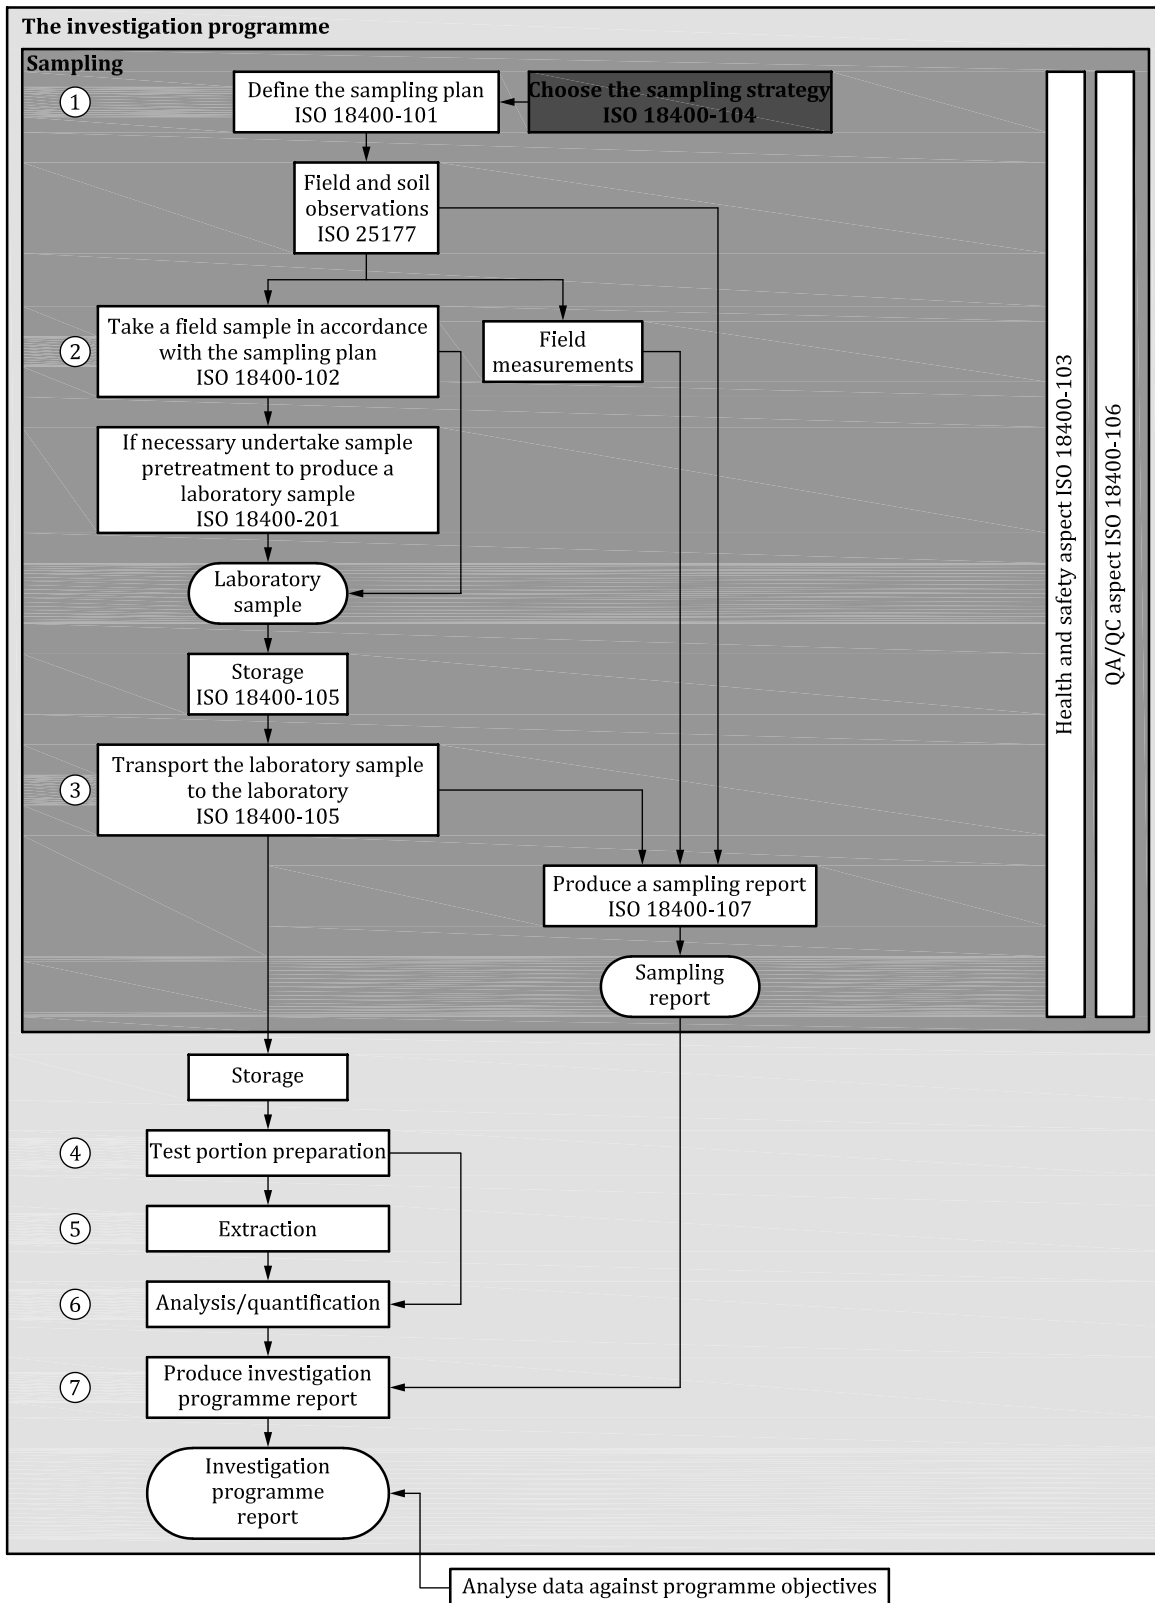 The investigation programme
Sampling
1
Define the sampling plan
ISO 18400-101
Choose the sampling strategy
ISO 18400-104
Field and soil
observations
ISO 25177
2
Take a field sample in accordance
with the sampling plan
ISO 18400-102
Field
measurements
If necessary undertake sample
pretreatment to produce a
laboratory sample
ISO 18400-201
Laboratory
sample
Storage
ISO 18400-105
3
Transport the laboratory sample
to the laboratory
ISO 18400-105
Produce a sampling report
ISO 18400-107
Sampling
report
Health and safety aspect ISO 18400-103
QA/QC aspect ISO 18400-106
Storage
4
Test portion preparation
5
Extraction
6
Analysis/quantification
7
Produce investigation
programme report
Investigation
programme
report
Analyse data against programme objectives